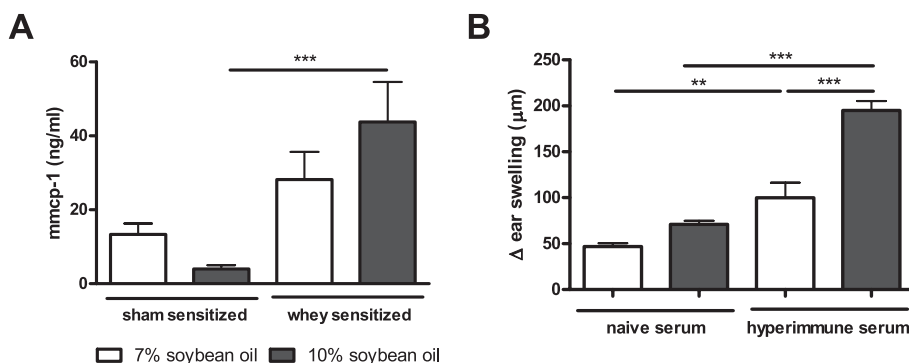 A
mmcp-1 (ng/ml)
60
40
20
0
***
sham sensitized
whey sensitized
7% soybean oil
10% soybean oil
B
Δ ear swelling (μm)
250
200
150
100
50
0
***
**
***
naive serum
hyperimmune serum